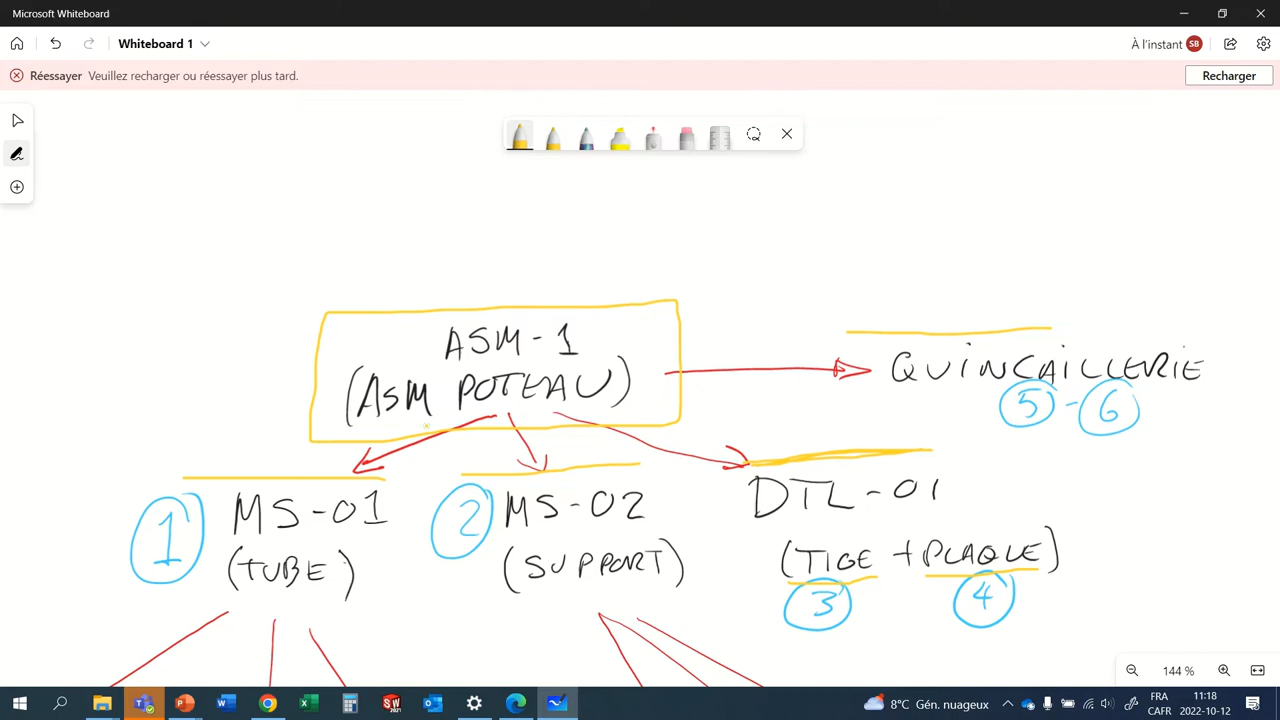 Microsoft Whiteboard
Whiteboard 1
À l'instant SB
Réessayer Veuillez recharger ou réessayer plus tard.
Recharger
ASM-1
(ASM POTEAU)
QUINCAILLERIE
5 - 6
1 MS-01
(TUBE)
2 MS-02
(SUPPORT)
DTL-01
(TIGE + PLAQUE)
3 4
144 %
8°C Gén. nuageux
FRA
CAFR
11:18
2022-10-12